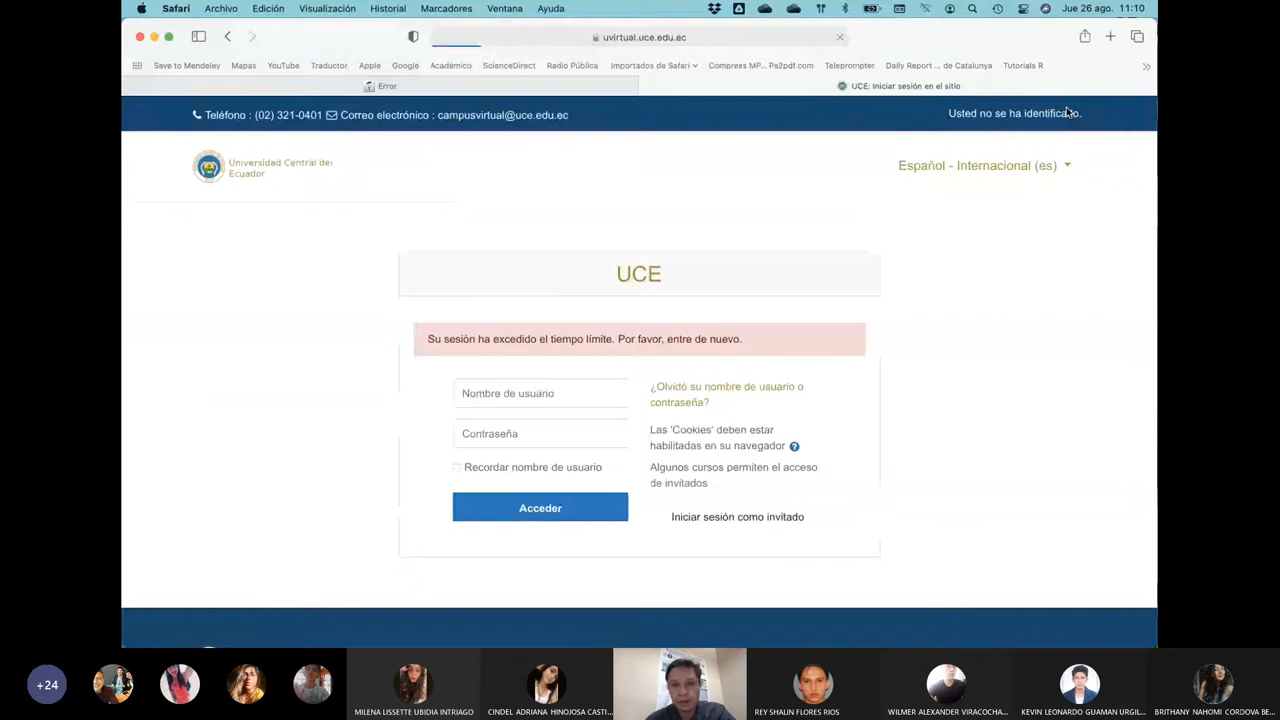 Safari Archivo Edición Visualización Historial Marcadores Ventana Ayuda Jue 26 ago. 11:10
uvirtual.uce.edu.ec
Save to Mendeley Mapas YouTube Traductor Apple Google Académico ScienceDirect Radio Pública Importados de Safari Compress MP... Ps2pdf.com Teleprompter Daily Report ... de Catalunya Tutorials R
Error UCE: Iniciar sesión en el sitio
Teléfono : (02) 321-0401 Correo electrónico : campusvirtual@uce.edu.ec Usted no se ha identificado.
Universidad Central del
Ecuador
Español - Internacional (es)
UCE
Su sesión ha excedido el tiempo límite. Por favor, entre de nuevo.
Nombre de usuario
Contraseña
Recordar nombre de usuario
Acceder
¿Olvidó su nombre de usuario o
contraseña?
Las 'Cookies' deben estar
habilitadas en su navegador ?
Algunos cursos permiten el acceso
de invitados
Iniciar sesión como invitado
+24 MILENA LISSETTE UBIDIA INTRIAGO CINDEL ADRIANA HINOJOSA CASTI... REY SHALIN FLORES RIOS WILMER ALEXANDER VIRACOCHA... KEVIN LEONARDO GUAMAN URGIL... BRITHANY NAHOMI CORDOVA BE...